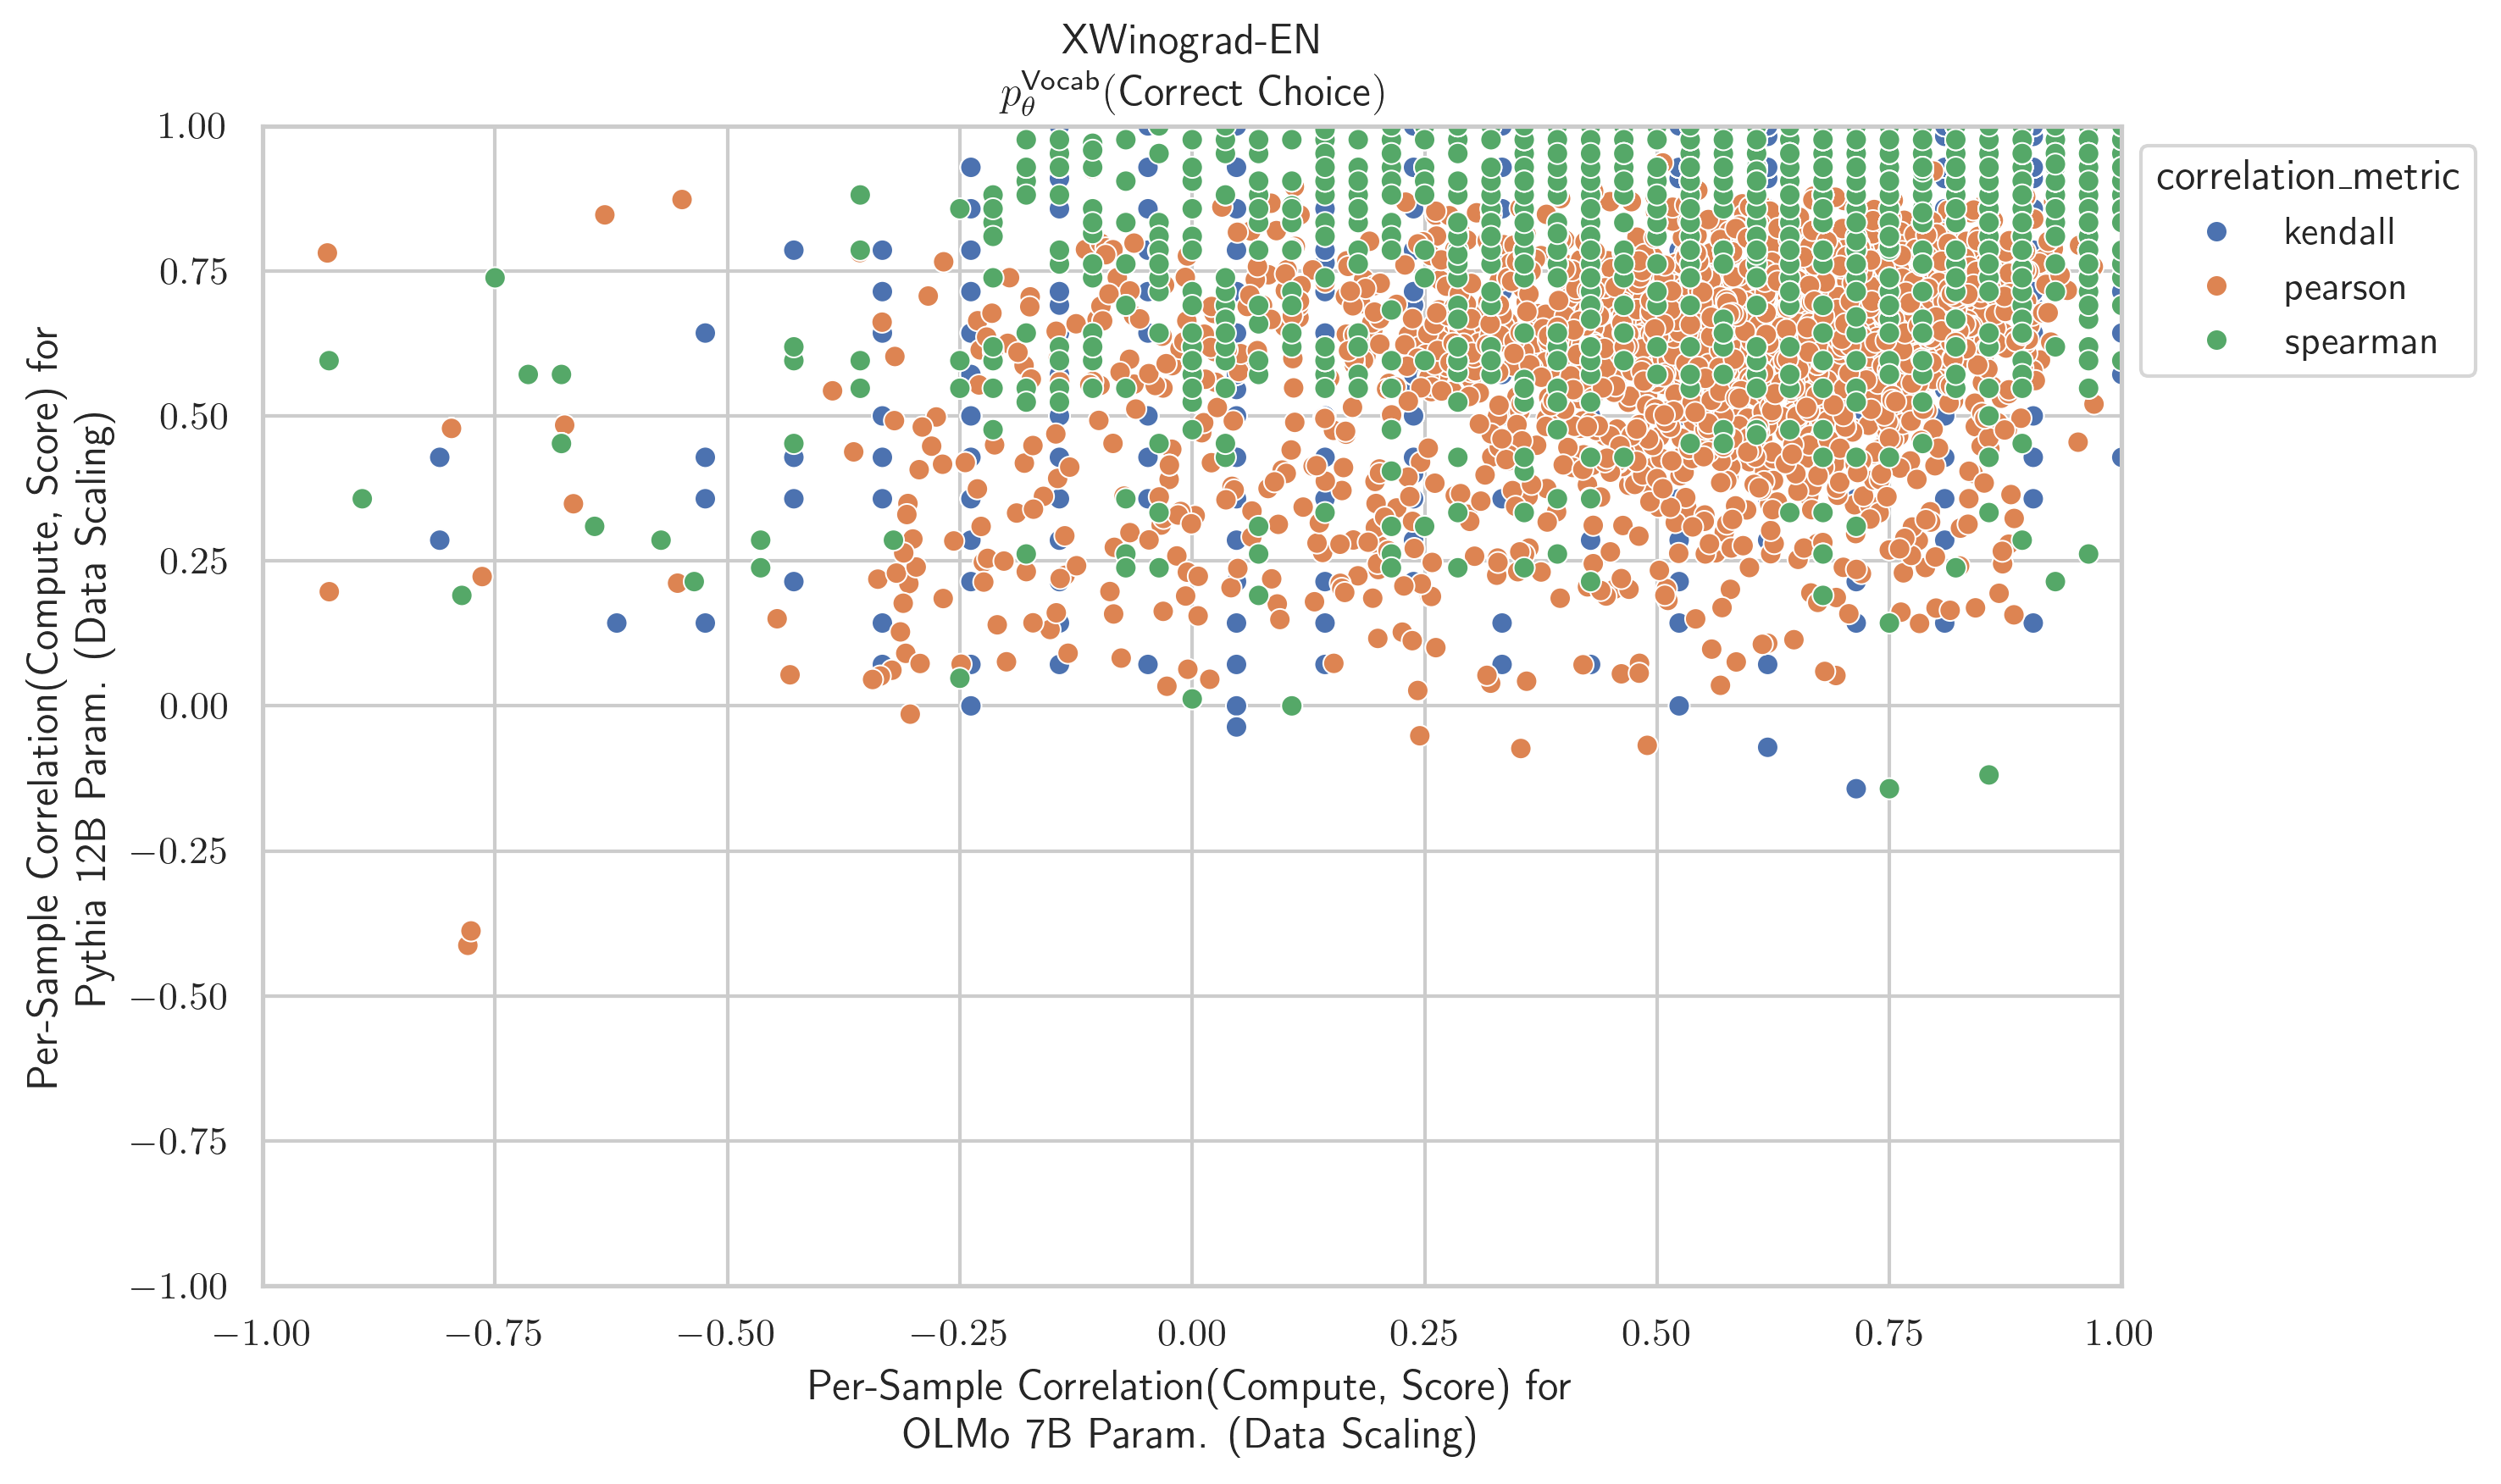 XWinograd-EN
p_θ^Vocab(Correct Choice)
1.00
0.75
0.50
0.25
0.00
−0.25
−0.50
−0.75
−1.00
Per-Sample Correlation(Compute, Score) for
Pythia 12B Param. (Data Scaling)
correlation_metric
kendall
pearson
spearman
−1.00 −0.75 −0.50 −0.25 0.00 0.25 0.50 0.75 1.00
Per-Sample Correlation(Compute, Score) for
OLMo 7B Param. (Data Scaling)